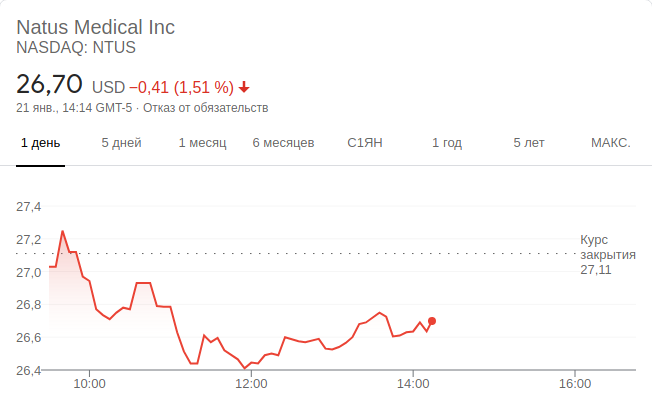 Natus Medical Inc
NASDAQ: NTUS
26,70 USD −0,41 (1,51 %)
21 янв., 14:14 GMT-5 · Отказ от обязательств
1 день 5 дней 1 месяц 6 месяцев С1ЯН 1 год 5 лет МАКС.
27,4
27,2
Курс
закрытия
27,11
27,0
26,8
26,6
26,4
10:00 12:00 14:00 16:00